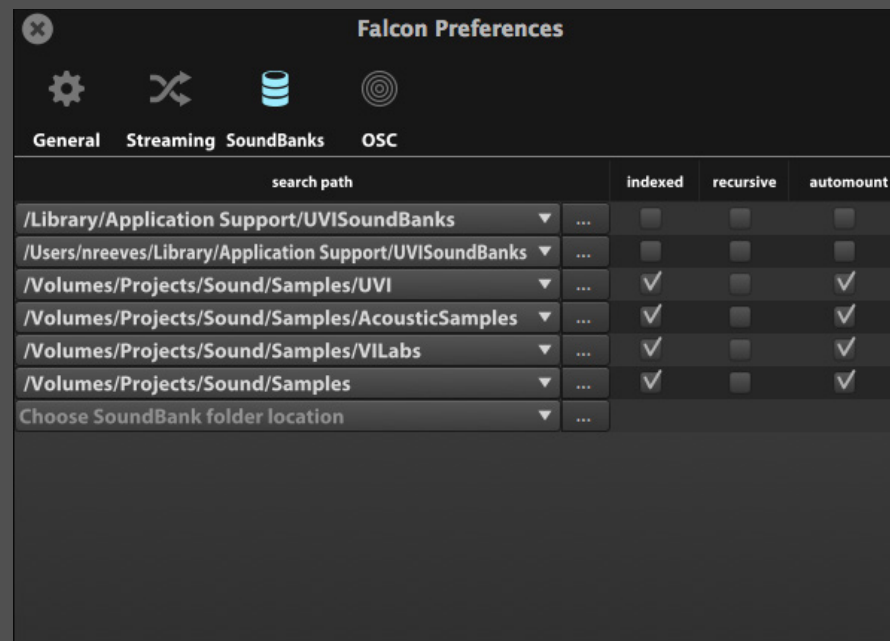 Falcon Preferences
General Streaming SoundBanks OSC
search path indexed recursive automount
/Library/Application Support/UVISoundBanks ...
/Users/nreeves/Library/Application Support/UVISoundBanks ...
/Volumes/Projects/Sound/Samples/UVI ...
/Volumes/Projects/Sound/Samples/AcousticSamples ...
/Volumes/Projects/Sound/Samples/VILabs ...
/Volumes/Projects/Sound/Samples ...
Choose SoundBank folder location ...